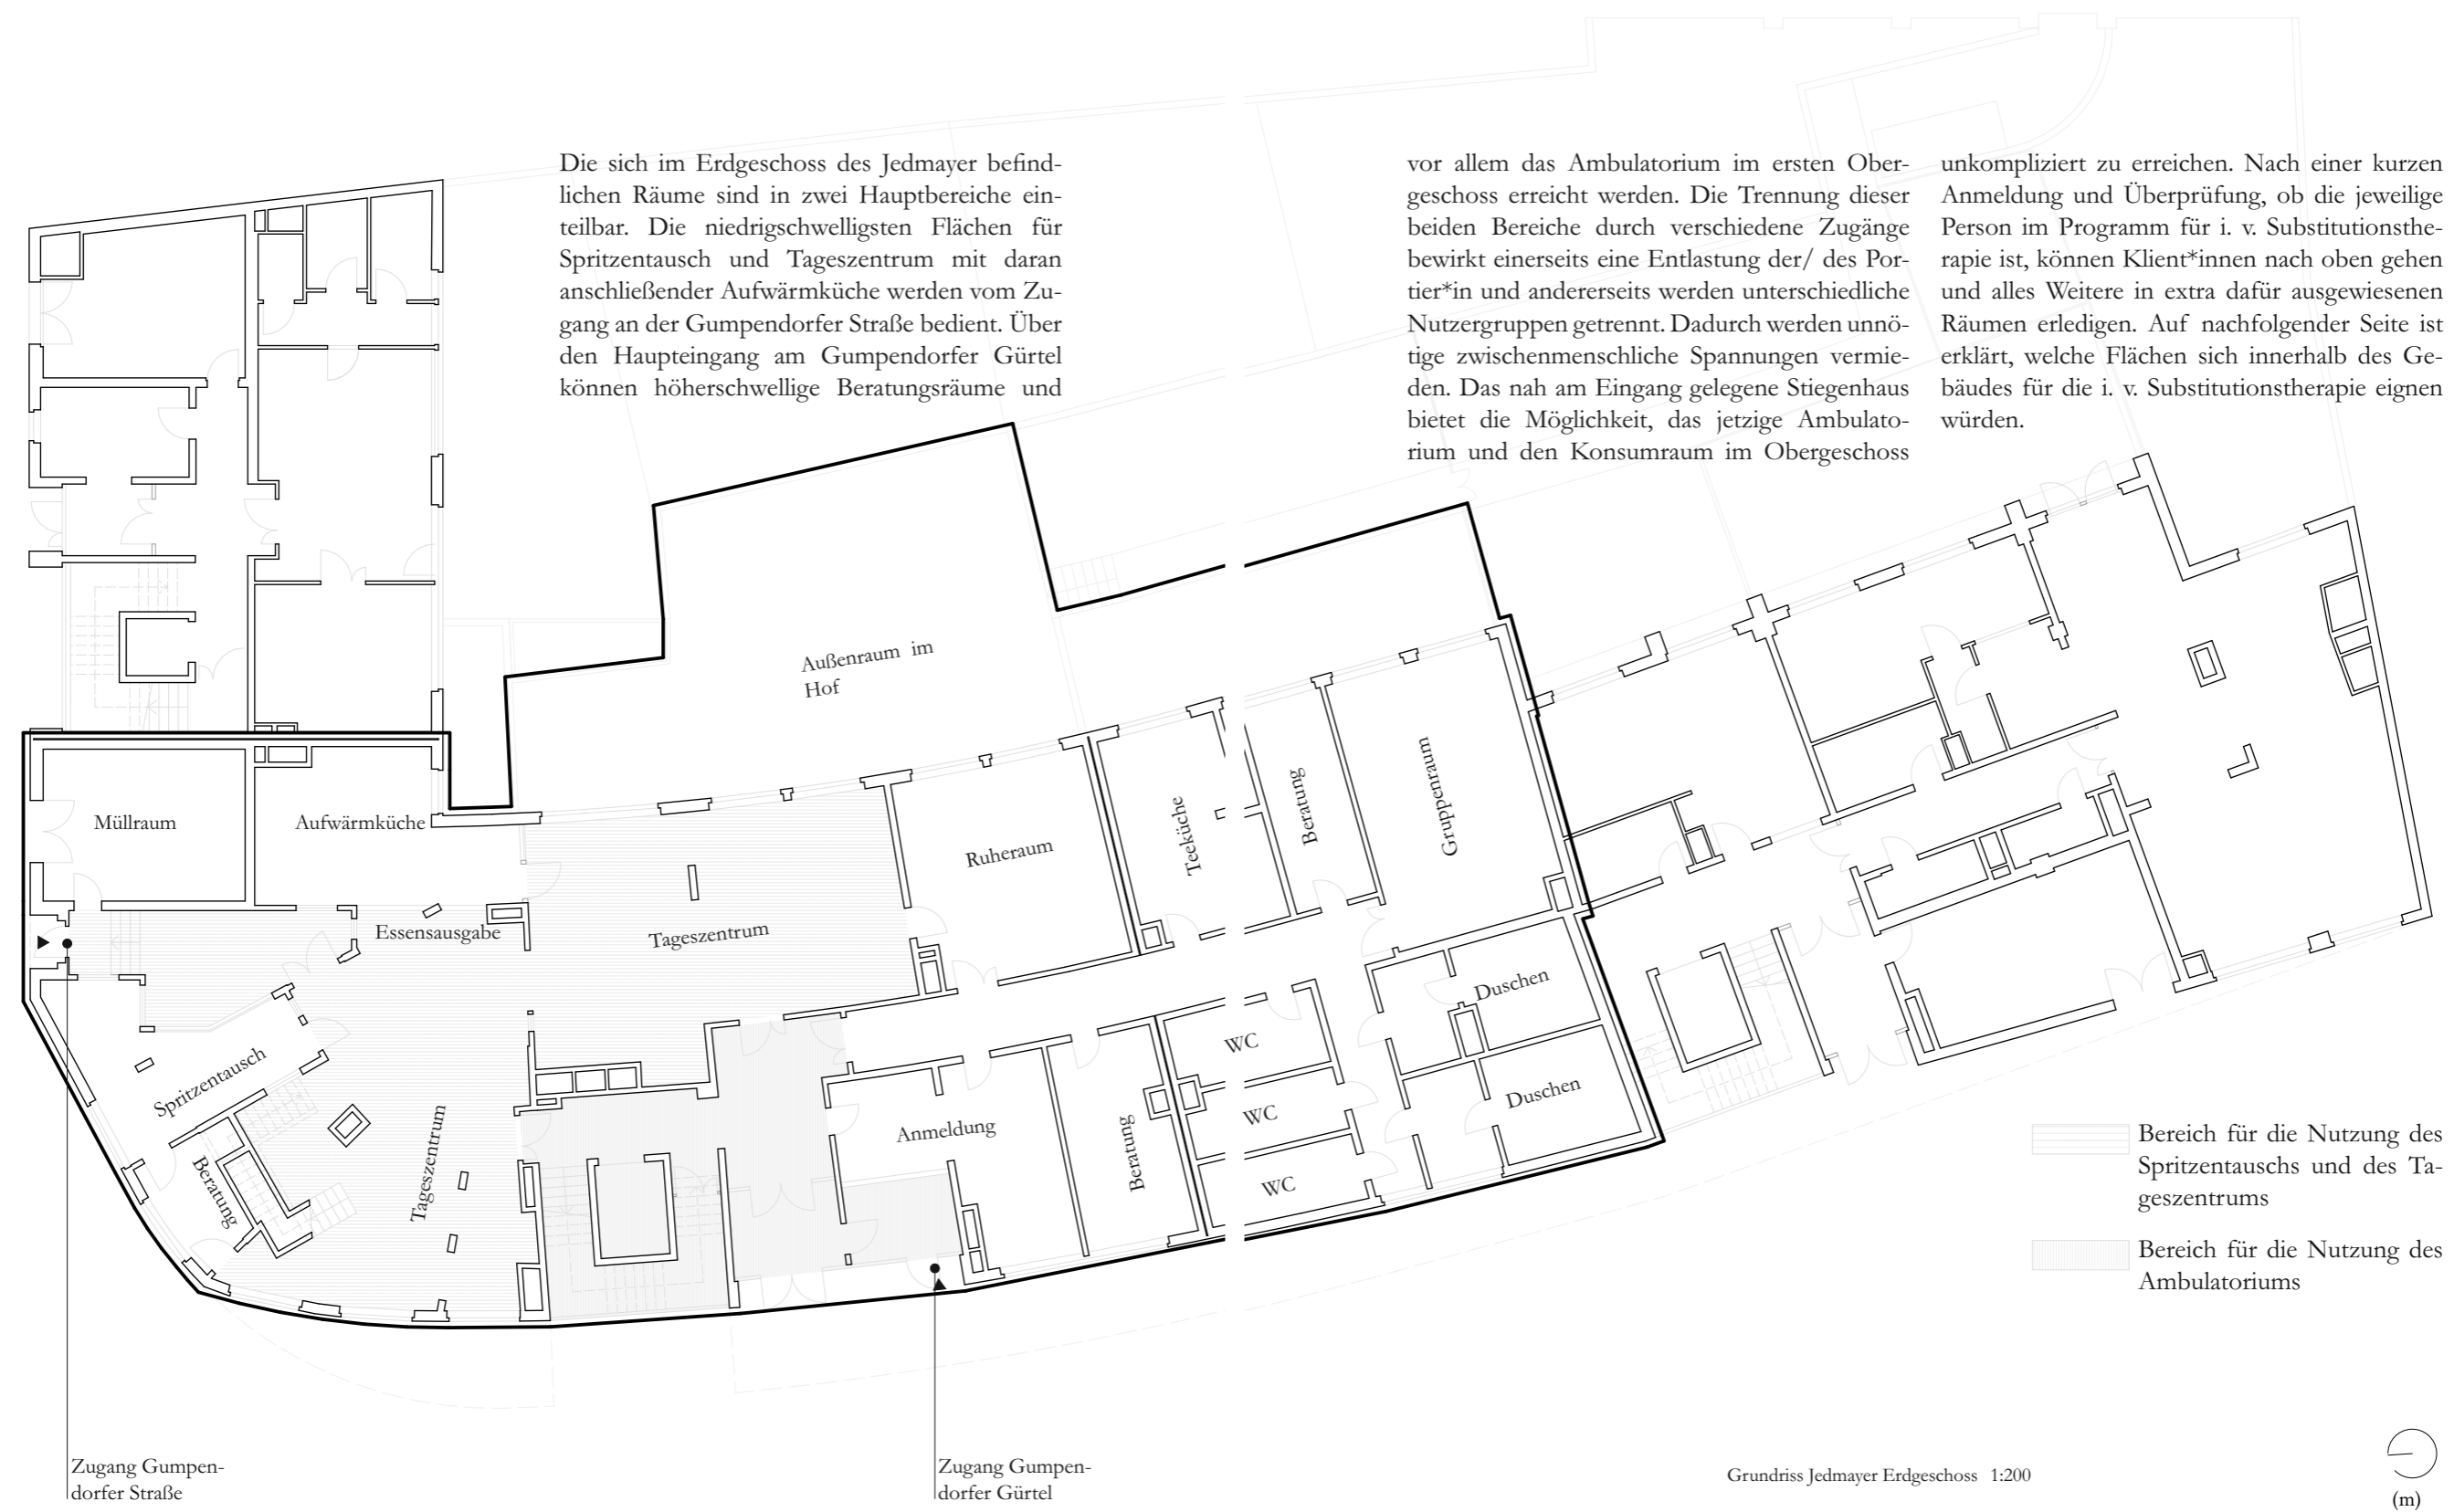 Die sich im Erdgeschoss des Jedmayer befind-
lichen Räume sind in zwei Hauptbereiche ein-
teilbar. Die niedrigschwelligsten Flächen für
Spritzentausch und Tageszentrum mit daran
anschließender Aufwärmküche werden vom Zu-
gang an der Gumpendorfer Straße bedient. Über
den Haupteingang am Gumpendorfer Gürtel
können höherschwellige Beratungsräume und
vor allem das Ambulatorium im ersten Ober-
geschoss erreicht werden. Die Trennung dieser
beiden Bereiche durch verschiedene Zugänge
bewirkt einerseits eine Entlastung der/ des Por-
tier*in und andererseits werden unterschiedliche
Nutzergruppen getrennt. Dadurch werden unnö-
tige zwischenmenschliche Spannungen vermie-
den. Das nah am Eingang gelegene Stiegenhaus
bietet die Möglichkeit, das jetzige Ambulato-
rium und den Konsumraum im Obergeschoss
unkompliziert zu erreichen. Nach einer kurzen
Anmeldung und Überprüfung, ob die jeweilige
Person im Programm für i. v. Substitutionsthe-
rapie ist, können Klient*innen nach oben gehen
und alles Weitere in extra dafür ausgewiesenen
Räumen erledigen. Auf nachfolgender Seite ist
erklärt, welche Flächen sich innerhalb des Ge-
bäudes für die i. v. Substitutionstherapie eignen
würden.
Außenraum im
Hof
Müllraum
Aufwärmküche
Essensausgabe
Tageszentrum
Ruheraum
Teeküche
Beratung
Gruppenraum
Spritzentausch
Beratung
Tageszentrum
Anmeldung
Beratung
WC
WC
WC
Duschen
Duschen
Bereich für die Nutzung des
Spritzentauschs und des Ta-
geszentrums
Bereich für die Nutzung des
Ambulatoriums
Zugang Gumpen-
dorfer Straße
Zugang Gumpen-
dorfer Gürtel
Grundriss Jedmayer Erdgeschoss 1:200
(m)